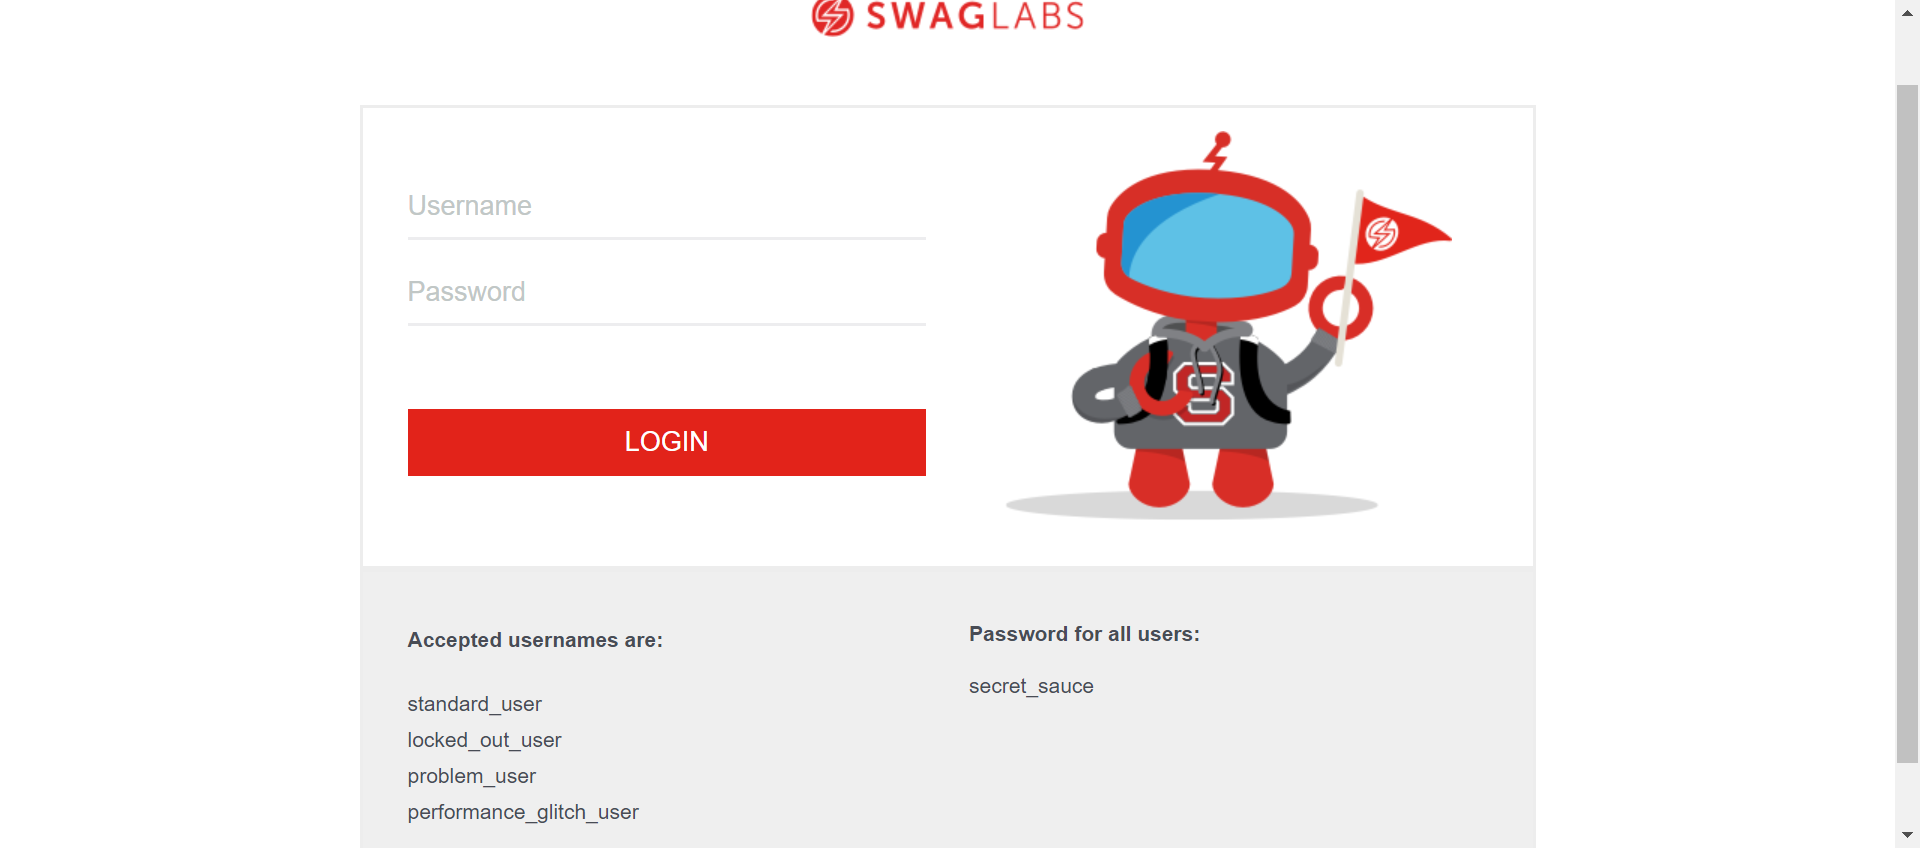 SWAGLABS
Username
Password
LOGIN
S
Accepted usernames are:
standard_user
locked_out_user
problem_user
performance_glitch_user
Password for all users:
secret_sauce